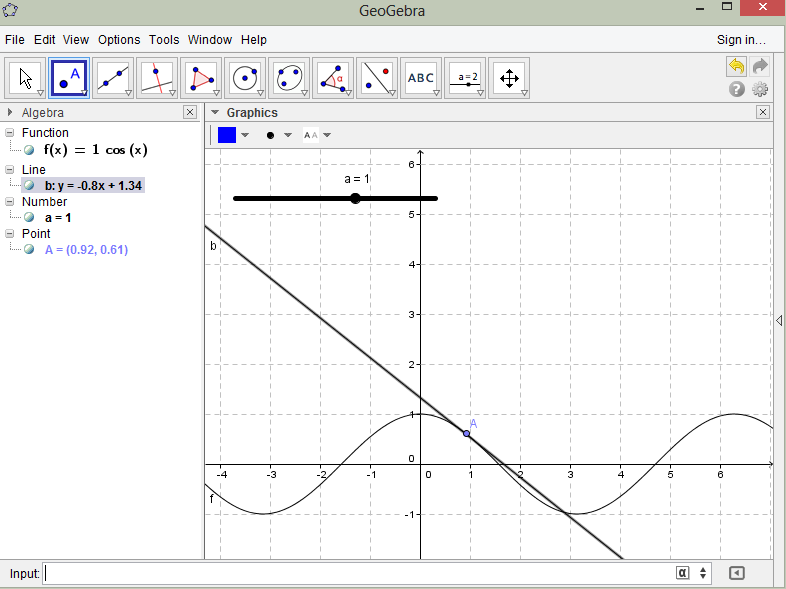 GeoGebra
File Edit View Options Tools Window Help Sign in...
A α ABC a=2
Algebra
Graphics
A A
Function
f(x) = 1 cos (x)
Line
b: y = -0.8x + 1.34
Number
a = 1
Point
A = (0.92, 0.61)
a = 1
b
f
A
6
5
4
3
2
1
0
-1
-4 -3 -2 -1 0 1 2 3 4 5 6
Input: α